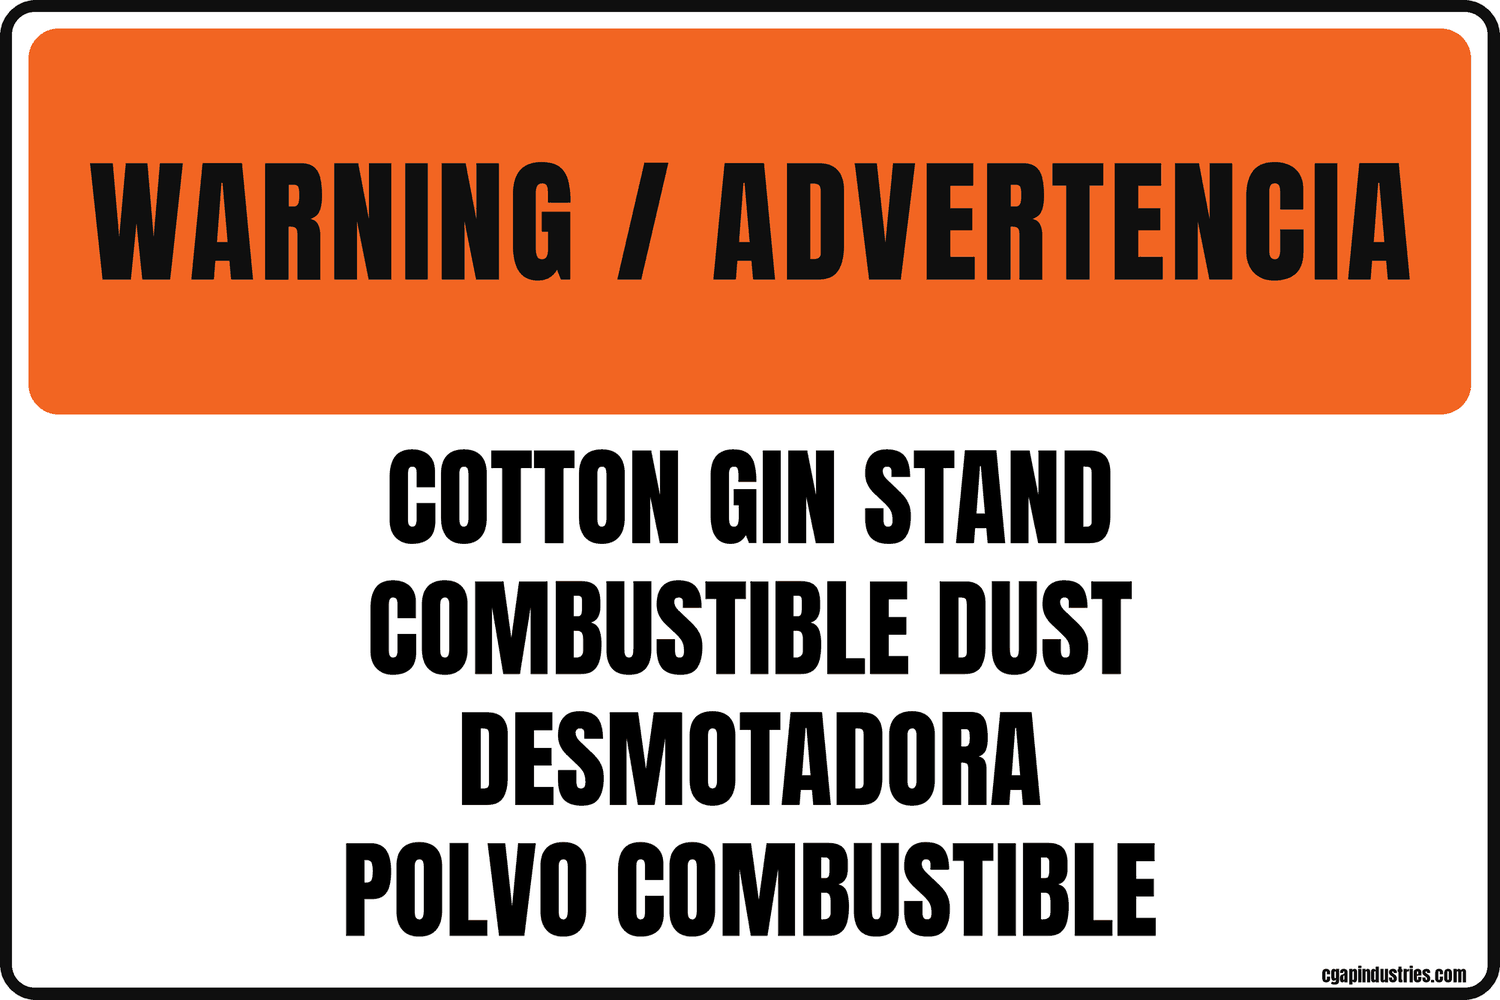 WARNING / ADVERTENCIA
COTTON GIN STAND
COMBUSTIBLE DUST
DESMOTADORA
POLVO COMBUSTIBLE
cgapindustries.com